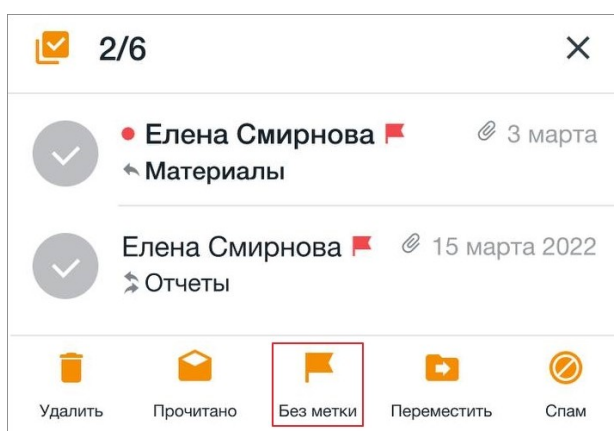 2/6
Елена Смирнова 3 марта
Материалы
Елена Смирнова 15 марта 2022
Отчеты
Удалить Прочитано Без метки Переместить Спам